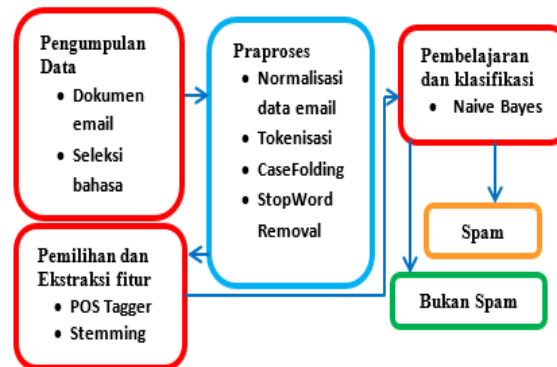 Pengumpulan
Data
• Dokumen
email
• Seleksi
bahasa
Praproses
• Normalisasi
data email
• Tokenisasi
• CaseFolding
• StopWord
Removal
Pemilihan dan
Ekstraksi fitur
• POS Tagger
• Stemming
Pembelajaran
dan klasifikasi
• Naive Bayes
Spam
Bukan Spam